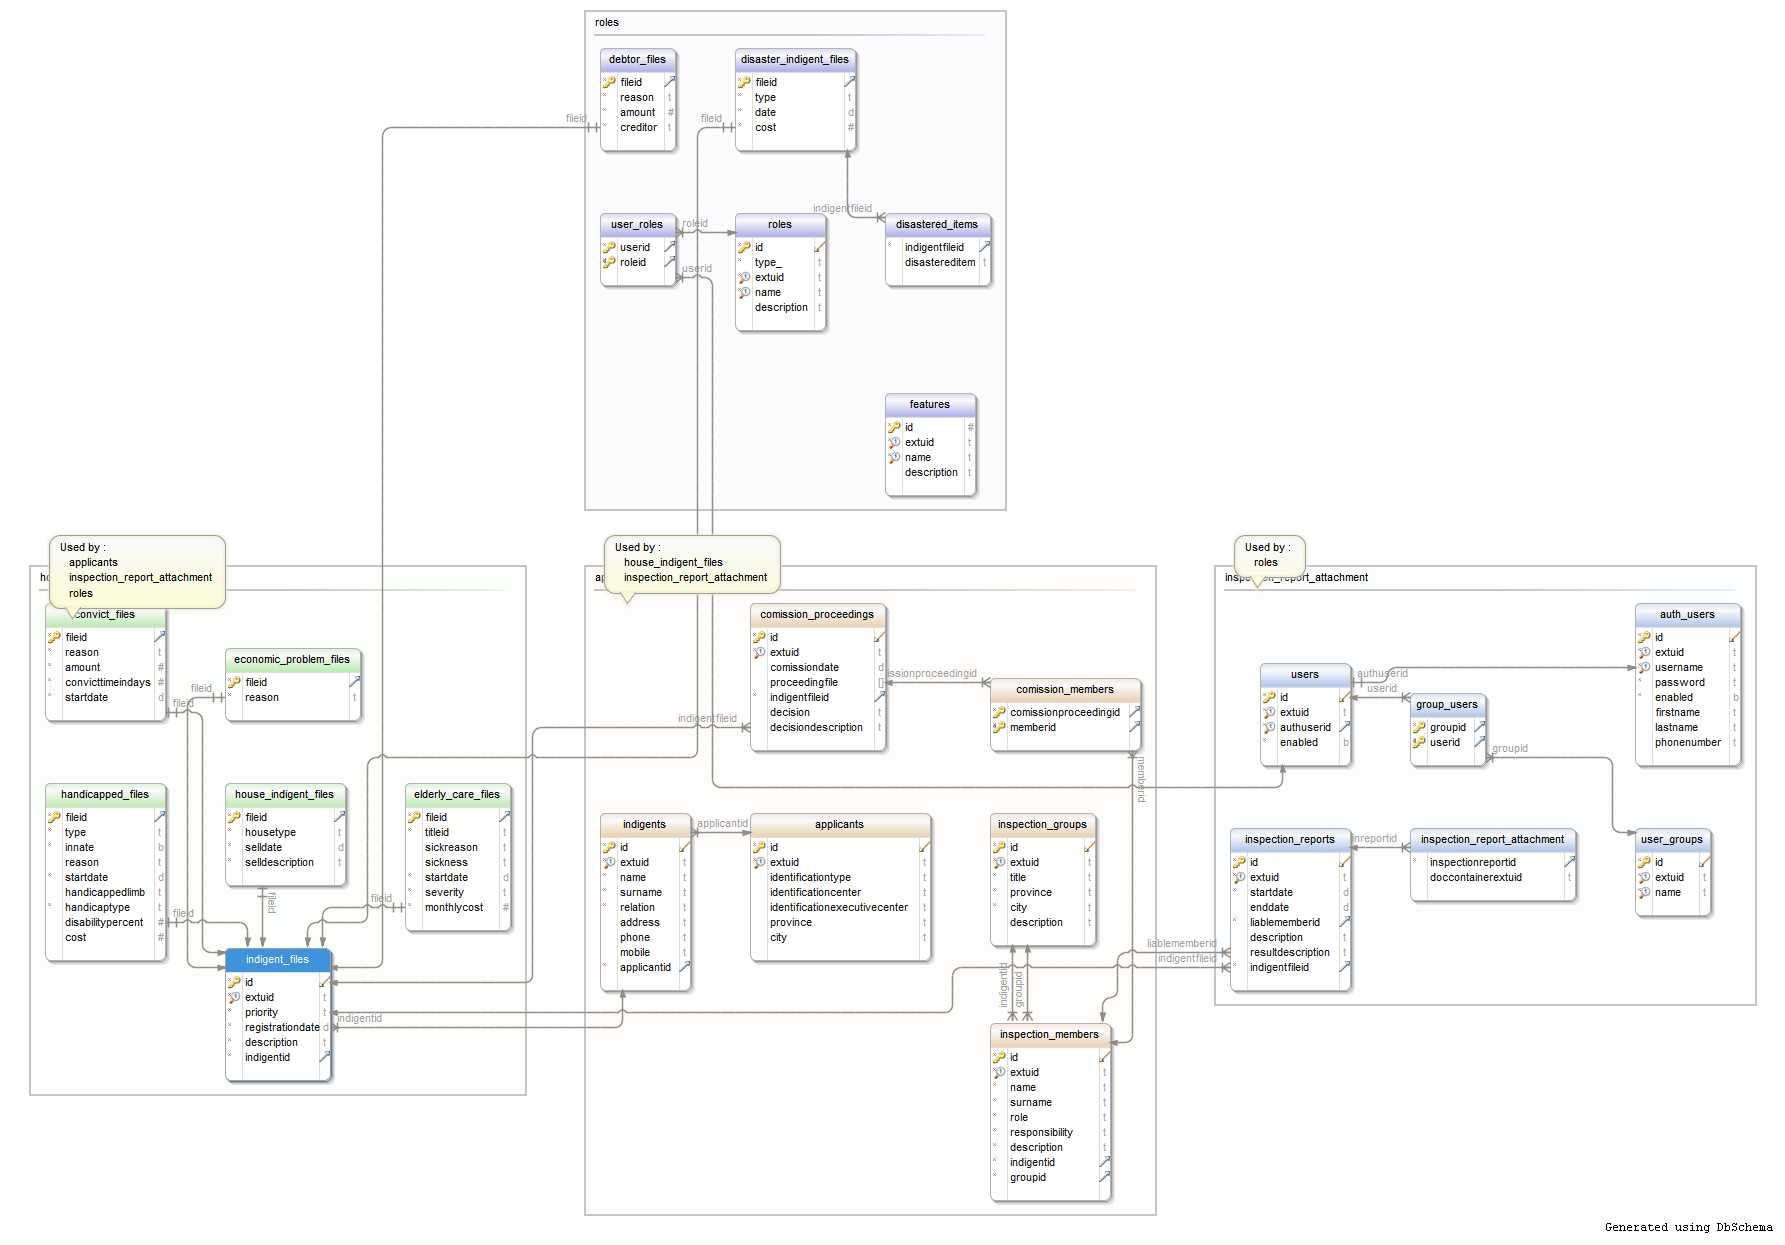 roles
debtor_files
fileid
reason t
amount #
creditor t
disaster_indigent_files
fileid
type t
date d
cost #
fileid
fileid
indigentfileid
user_roles
userid
roleid
roleid
userid
roles
id
type_ t
extuid t
name t
description t
disastered_items
indigentfileid
disastereditem t
features
id #
extuid t
name t
description t
Used by :
applicants
inspection_report_attachment
roles
convict_files
fileid
reason t
amount #
convicttimeindays #
startdate d
economic_problem_files
fileid
reason t
fileid
fileid
handicapped_files
fileid
type t
innate b
reason t
startdate d
handicappedlimb t
handicaptype t
disabilitypercent #
cost #
house_indigent_files
fileid
housetype t
selldate d
selldescription t
elderly_care_files
fileid
titleid t
sickreason t
sickness t
startdate d
severity t
monthlycost #
fileid
fileid
fileid
indigent_files
id
extuid t
priority t
registrationdate d
description t
indigentid
indigentid
Used by :
house_indigent_files
inspection_report_attachment
comission_proceedings
id
extuid t
comissiondate d
proceedingfile []
indigentfileid
decision t
decisiondescription t
indigentfileid
issionproceedingid
comission_members
comissionproceedingid
memberid
memberid
indigents
id
extuid t
name t
surname t
relation t
address t
phone t
mobile t
applicantid
applicantid
applicants
id
extuid t
identificationtype t
identificationcenter t
identificationexecutivecenter t
province t
city t
inspection_groups
id
extuid t
title t
province t
city t
description t
indigentid
groupid
inspection_members
id
extuid t
name t
surname t
role t
responsibility t
description t
indigentid
groupid
Used by :
roles
inspection_report_attachment
users
id
extuid t
authuserid
enabled b
authuserid
userid
group_users
groupid
userid
groupid
auth_users
id
extuid t
username t
password t
enabled b
firstname t
lastname t
phonenumber t
inspection_reports
id
extuid t
startdate d
enddate d
liablememberid
description t
resultdescription t
indigentfileid
liablememberid
indigentfileid
nreportid
inspection_report_attachment
inspectionreportid
doccontainerextuid t
user_groups
id
extuid t
name t
Generated using DbSchema